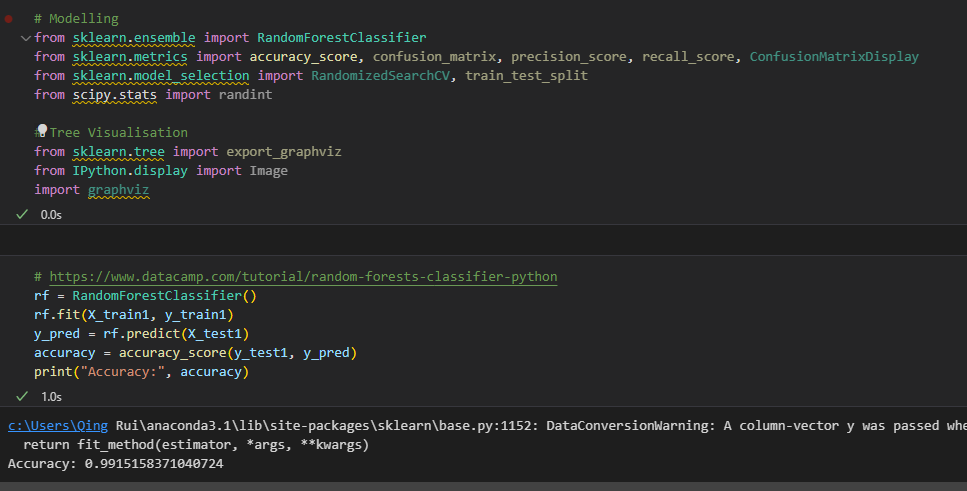 # Modelling
from sklearn.ensemble import RandomForestClassifier
from sklearn.metrics import accuracy_score, confusion_matrix, precision_score, recall_score, ConfusionMatrixDisplay
from sklearn.model_selection import RandomizedSearchCV, train_test_split
from scipy.stats import randint
# Tree Visualisation
from sklearn.tree import export_graphviz
from IPython.display import Image
import graphviz
0.0s
# https://www.datacamp.com/tutorial/random-forests-classifier-python
rf = RandomForestClassifier()
rf.fit(X_train1, y_train1)
y_pred = rf.predict(X_test1)
accuracy = accuracy_score(y_test1, y_pred)
print("Accuracy:", accuracy)
1.0s
c:\Users\Qing Rui\anaconda3.1\lib\site-packages\sklearn\base.py:1152: DataConversionWarning: A column-vector y was passed whe
return fit_method(estimator, *args, **kwargs)
Accuracy: 0.9915158371040724